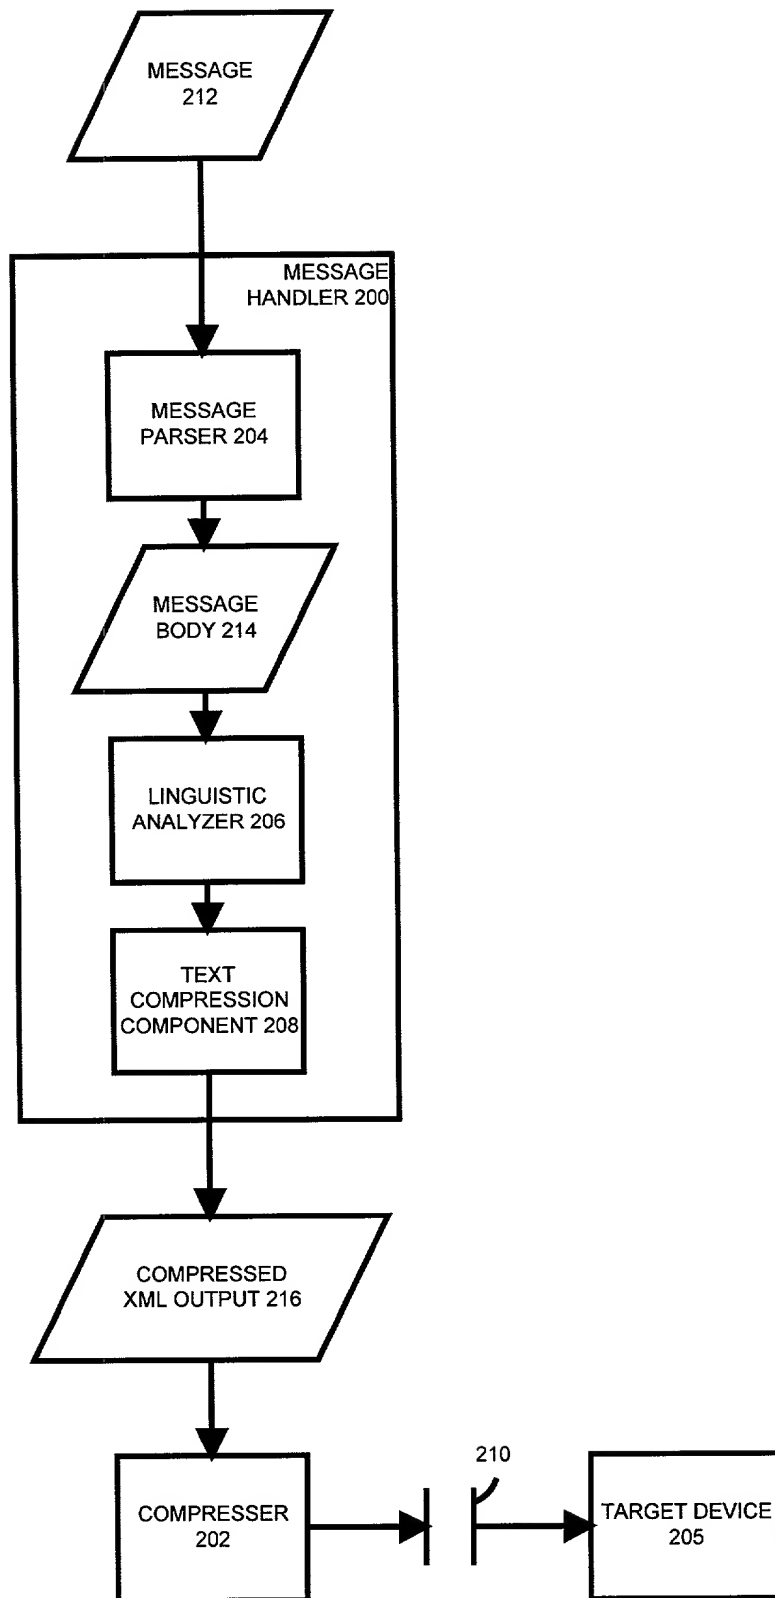 MESSAGE
212
MESSAGE
HANDLER 200
MESSAGE
PARSER 204
MESSAGE
BODY 214
LINGUISTIC
ANALYZER 206
TEXT
COMPRESSION
COMPONENT 208
COMPRESSED
XML OUTPUT 216
210
COMPRESSER
202
TARGET DEVICE
205